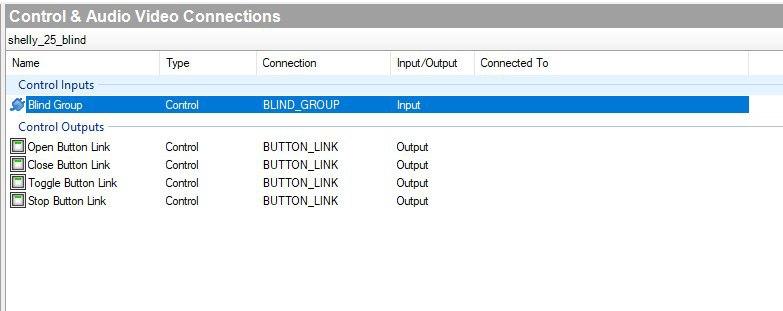 Control & Audio Video Connections
shelly_25_blind
Name Type Connection Input/Output Connected To
Control Inputs
Blind Group Control BLIND_GROUP Input
Control Outputs
Open Button Link Control BUTTON_LINK Output
Close Button Link Control BUTTON_LINK Output
Toggle Button Link Control BUTTON_LINK Output
Stop Button Link Control BUTTON_LINK Output